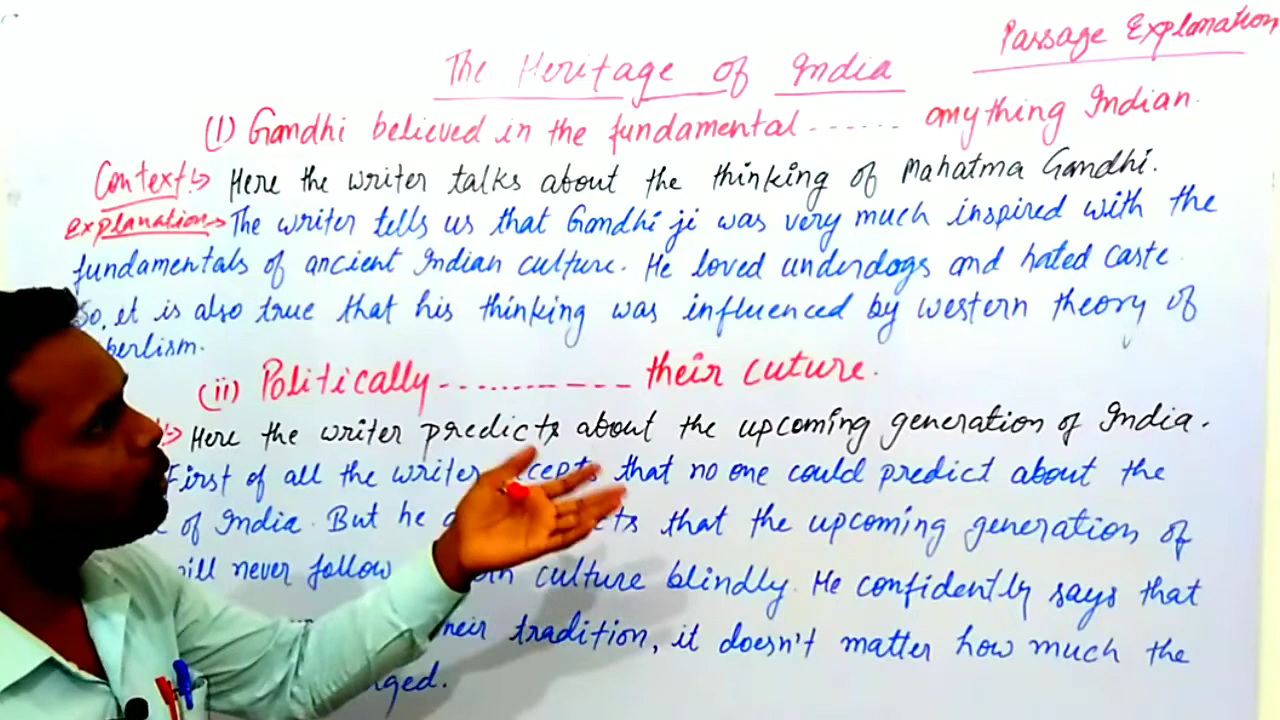 Passage Explanation
The Heritage of India
(1) Gandhi believed in the fundamental ...... anything Indian.
Context:→ Here the writer talks about the thinking of Mahatma Gandhi.
explanation→ The writer tells us that Gandhi ji was very much inspired with the
fundamentals of ancient Indian culture. He loved underdogs and hated caste.
So, it is also true that his thinking was influenced by western theory of
berlism.
(ii) Politically ............ their cuture.
Here the writer predicts about the upcoming generation of India.
First of all the writer that no one could predict about the
of India. But he that the upcoming generation of
never follow culture blindly. He confidently says that
tradition, it doesn't matter how much the